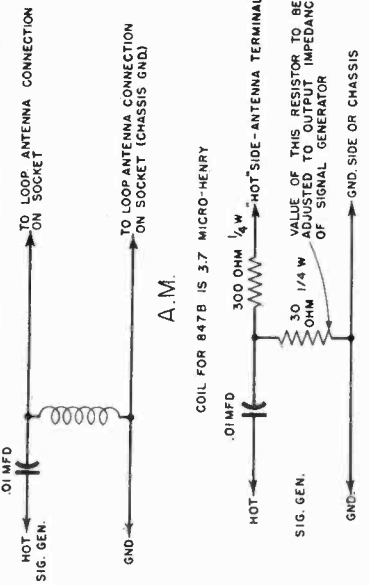 .01 MFD
HOT
SIG. GEN.
TO LOOP ANTENNA CONNECTION
ON SOCKET
TO LOOP ANTENNA CONNECTION
ON SOCKET (CHASSIS GND.)
GND
A.M.
COIL FOR 847B IS 3.7 MICRO-HENRY
.01 MFD
300 OHM 1/4 W
HOT
"HOT" SIDE-ANTENNA TERMINAL
SIG. GEN.
30 1/4 W
OHM
VALUE OF THIS RESISTOR TO BE
ADJUSTED TO OUTPUT
OF SIGNAL GENERATOR
GND.
GND. SIDE OR CHASSIS